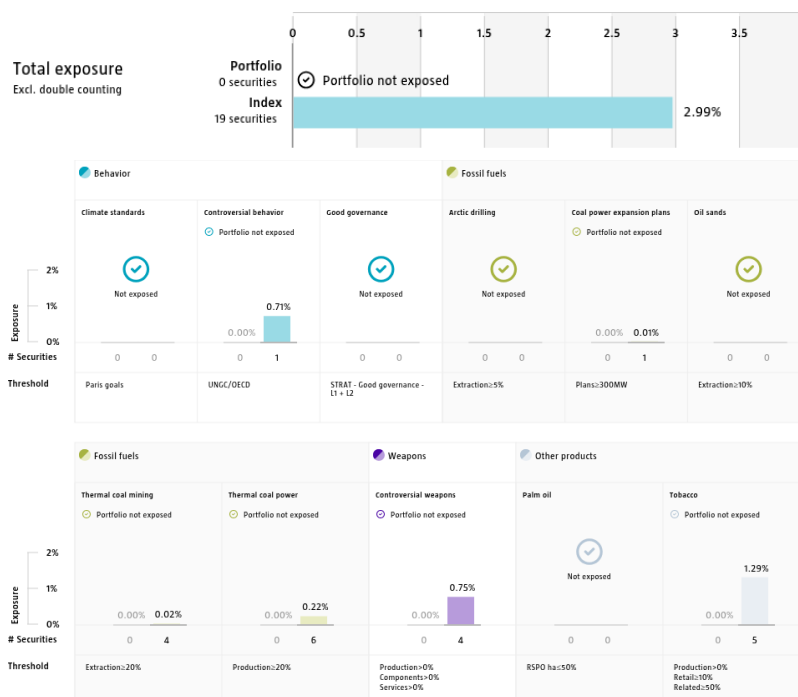 0 0.5 1 1.5 2 2.5 3 3.5
Total exposure
Excl. double counting
Portfolio
0 securities
Portfolio not exposed
Index
19 securities
2.99%
Behavior
Fossil fuels
Climate standards
Controversial behavior
Good governance
Arctic drilling
Coal power expansion plans
Oil sands
Portfolio not exposed
Portfolio not exposed
Not exposed
Not exposed
Not exposed
Not exposed
Exposure
2%
1%
0%
0.00% 0.71%
0.00% 0.01%
# Securities
0 0
0 1
0 0
0 0
0 1
0 0
Threshold
Paris goals
UNGC/OECD
STRAT - Good governance -
L1 + L2
Extraction≥5%
Plans≥300MW
Extraction≥10%
Fossil fuels
Weapons
Other products
Thermal coal mining
Thermal coal power
Controversial weapons
Palm oil
Tobacco
Portfolio not exposed
Portfolio not exposed
Portfolio not exposed
Portfolio not exposed
Not exposed
Exposure
2%
1%
0%
0.00% 0.02%
0.00% 0.22%
0.00% 0.75%
0.00% 1.29%
# Securities
0 4
0 6
0 4
0 0
0 5
Threshold
Extraction≥20%
Production≥20%
Production>0%
Components>0%
Services>0%
RSPO ha≤50%
Production>0%
Retail≥10%
Related≥50%